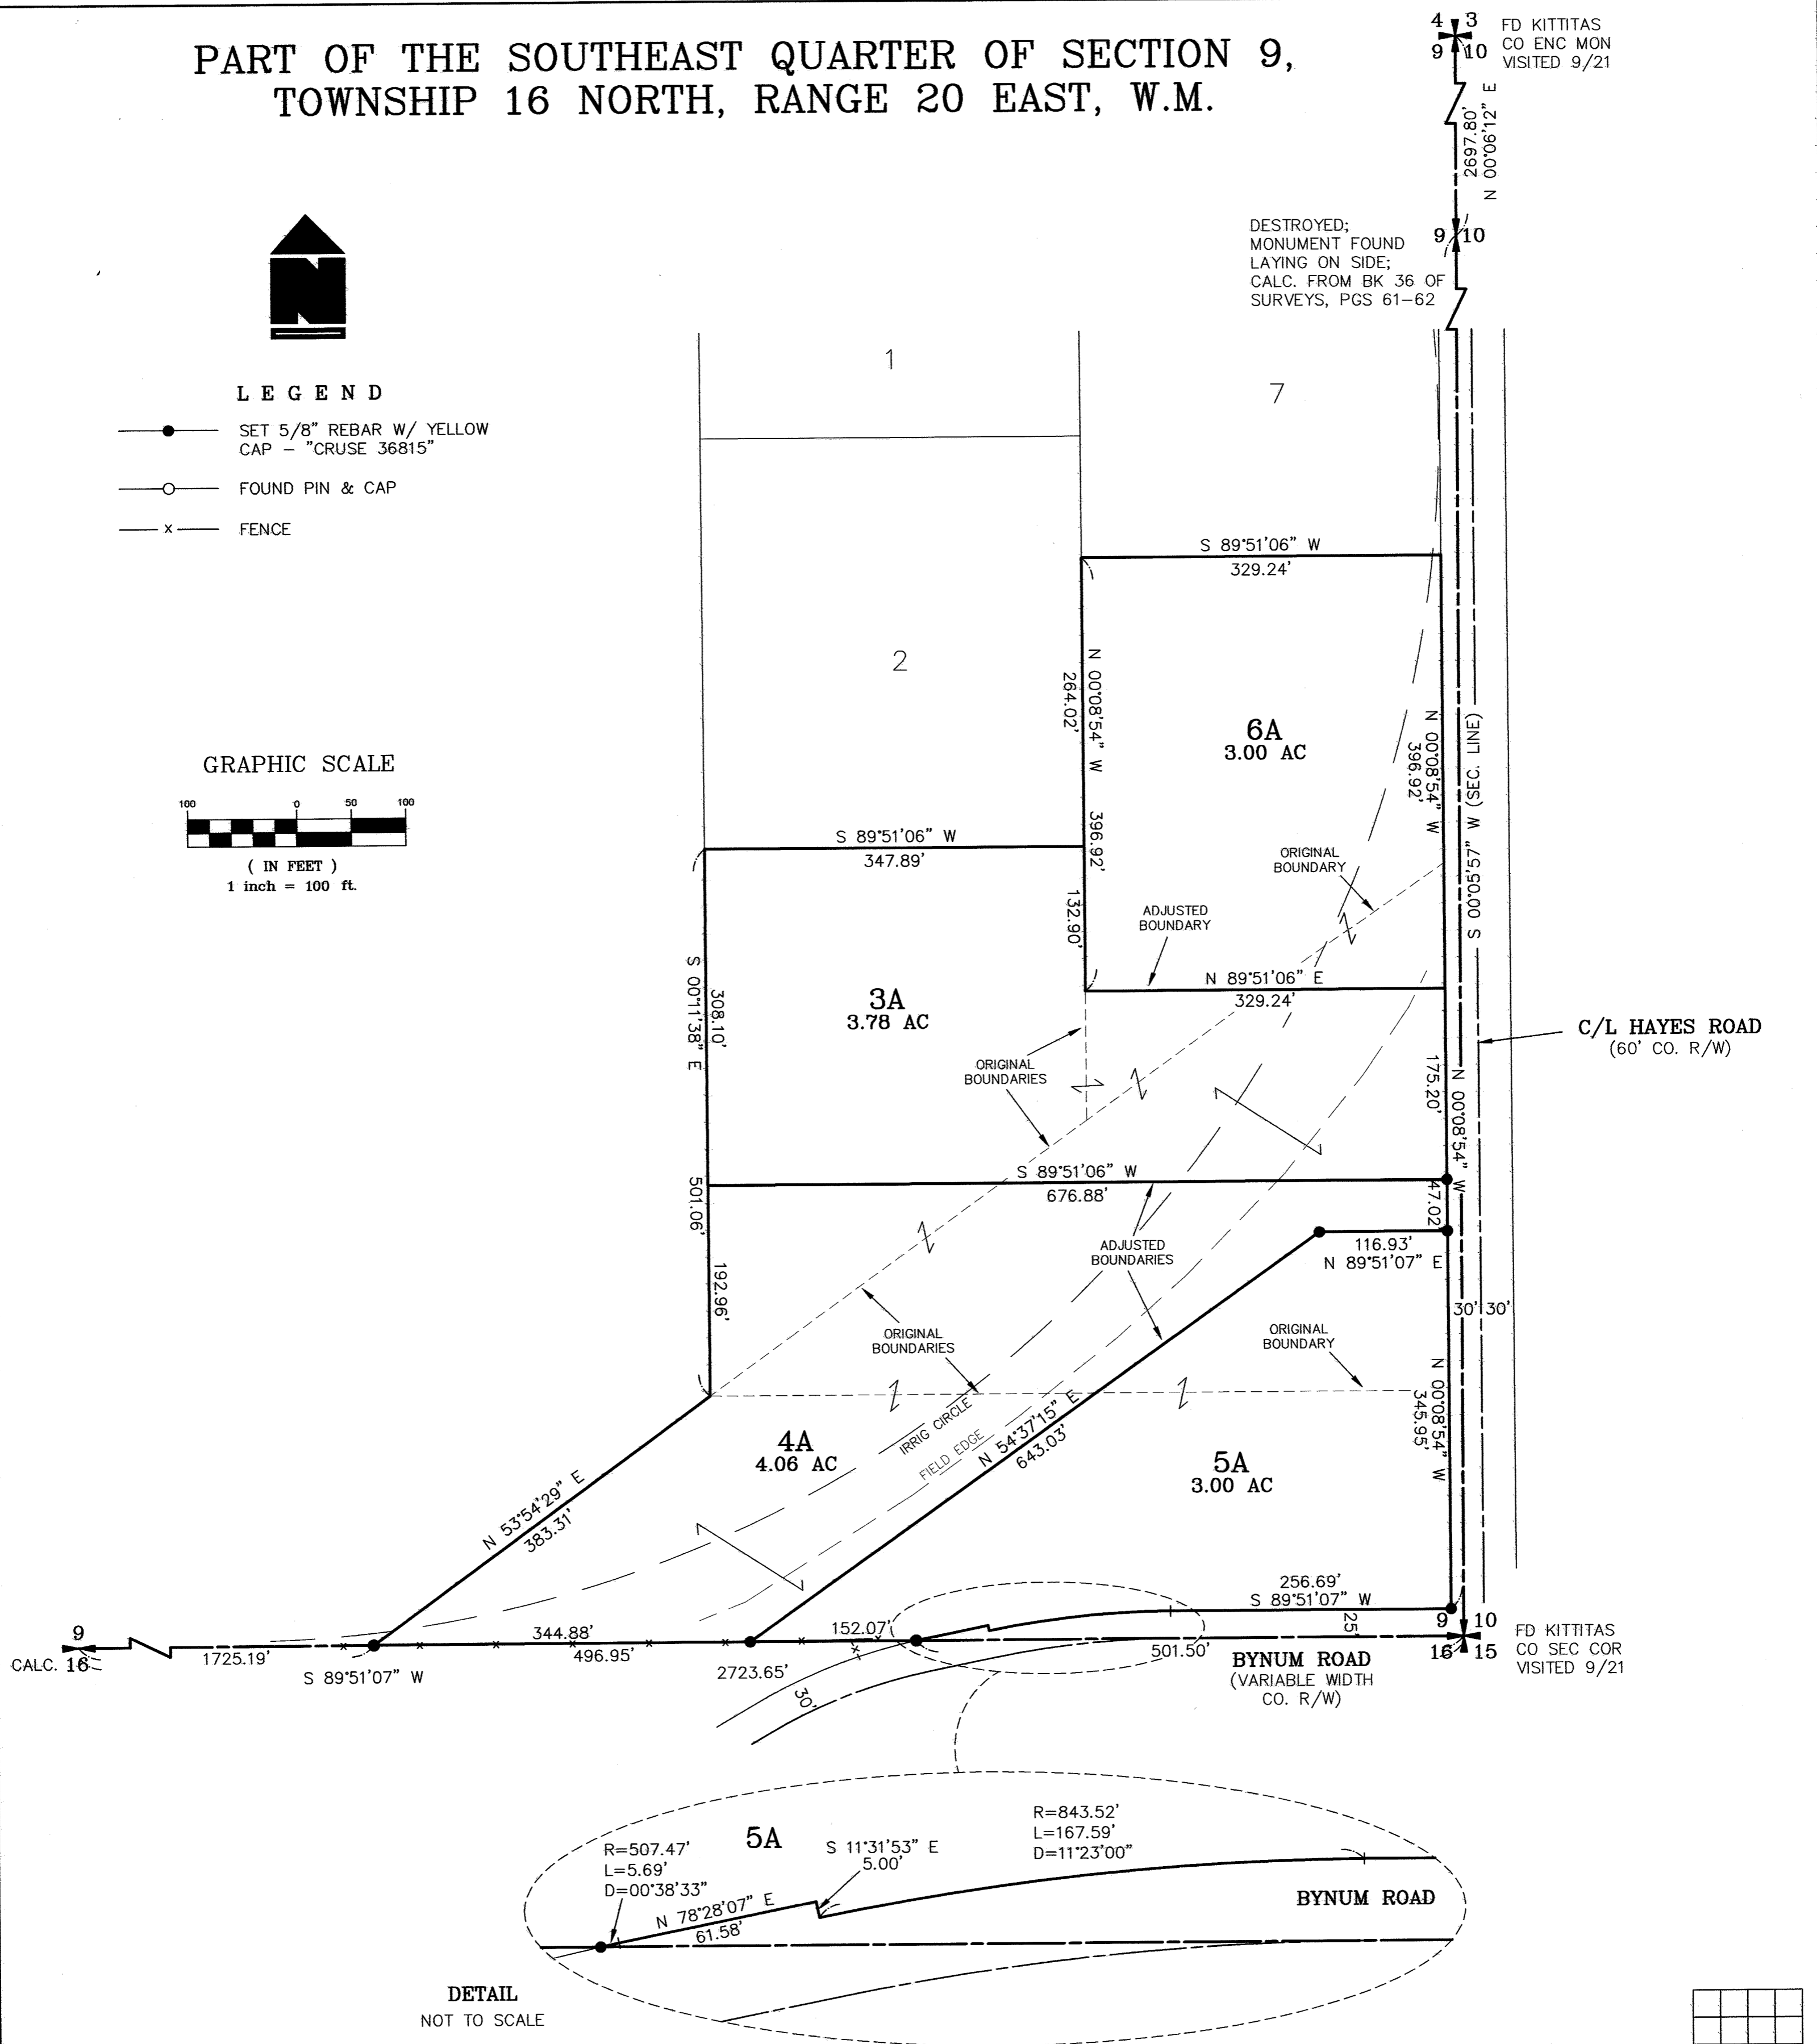 PART OF THE SOUTHEAST QUARTER OF SECTION 9,
TOWNSHIP 16 NORTH, RANGE 20 EAST, W.M.
4 3
9 10
FD KITTITAS
CO ENC MON
VISITED 9/21
2697.80'
N 00°06'12" E
DESTROYED;
MONUMENT FOUND
LAYING ON SIDE;
CALC. FROM BK 36 OF
SURVEYS, PGS 61-62
9 10
N
LEGEND
SET 5/8" REBAR W/ YELLOW
CAP - "CRUSE 36815"
FOUND PIN & CAP
x FENCE
GRAPHIC SCALE
100 0 50 100
( IN FEET )
1 inch = 100 ft.
1
7
2
S 89°51'06" W
329.24'
N 00°08'54" W
264.02'
396.92'
132.90'
6A
3.00 AC
N 00°08'54" W
396.92'
S 00°05'57" W (SEC. LINE)
ORIGINAL
BOUNDARY
ADJUSTED
BOUNDARY
S 89°51'06" W
347.89'
N 89°51'06" E
329.24'
3A
3.78 AC
S 00°11'38" E
308.10'
501.06'
192.96'
ORIGINAL
BOUNDARIES
C/L HAYES ROAD
(60' CO. R/W)
175.20'
N 00°08'54" W
47.02'
S 89°51'06" W
676.88'
ADJUSTED
BOUNDARIES
116.93'
N 89°51'07" E
30' 30'
ORIGINAL
BOUNDARIES
ORIGINAL
BOUNDARY
N 00°08'54" W
345.95'
IRRIG CIRCLE
FIELD EDGE
N 54°37'15" E
643.03'
4A
4.06 AC
5A
3.00 AC
N 53°54'29" E
383.31'
256.69'
S 89°51'07" W
25'
9
CALC. 16
1725.19'
S 89°51'07" W
344.88'
496.95'
152.07'
2723.65'
501.50'
30'
9 10
16 15
FD KITTITAS
CO SEC COR
VISITED 9/21
BYNUM ROAD
(VARIABLE WIDTH
CO. R/W)
R=507.47'
L=5.69'
D=00°38'33"
5A
S 11°31'53" E
5.00'
R=843.52'
L=167.59'
D=11°23'00"
N 78°28'07" E
61.58'
BYNUM ROAD
DETAIL
NOT TO SCALE